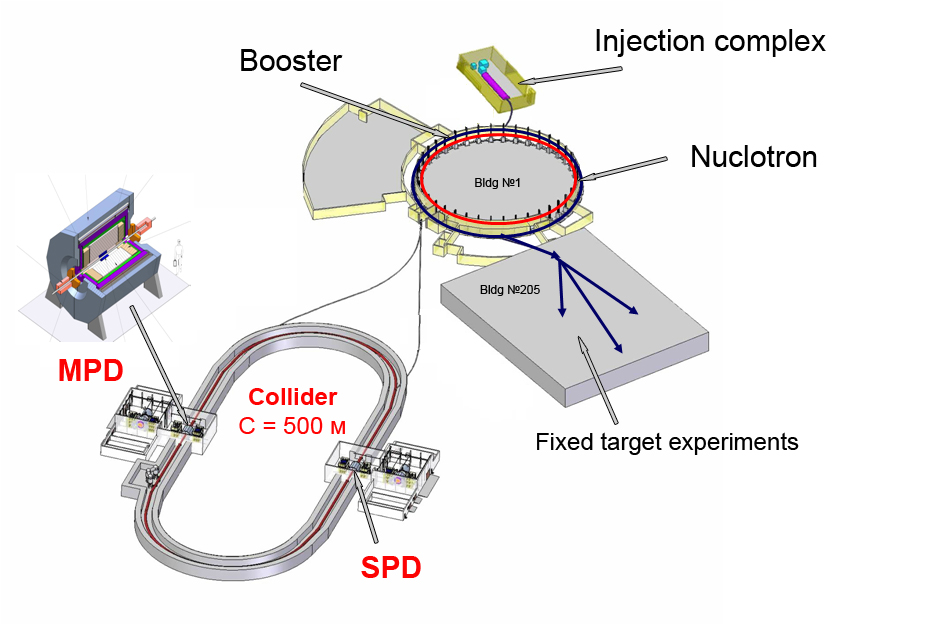 Injection complex
Booster
Nuclotron
Bldg №1
Bldg №205
MPD
Collider
C = 500 м
Fixed target experiments
SPD